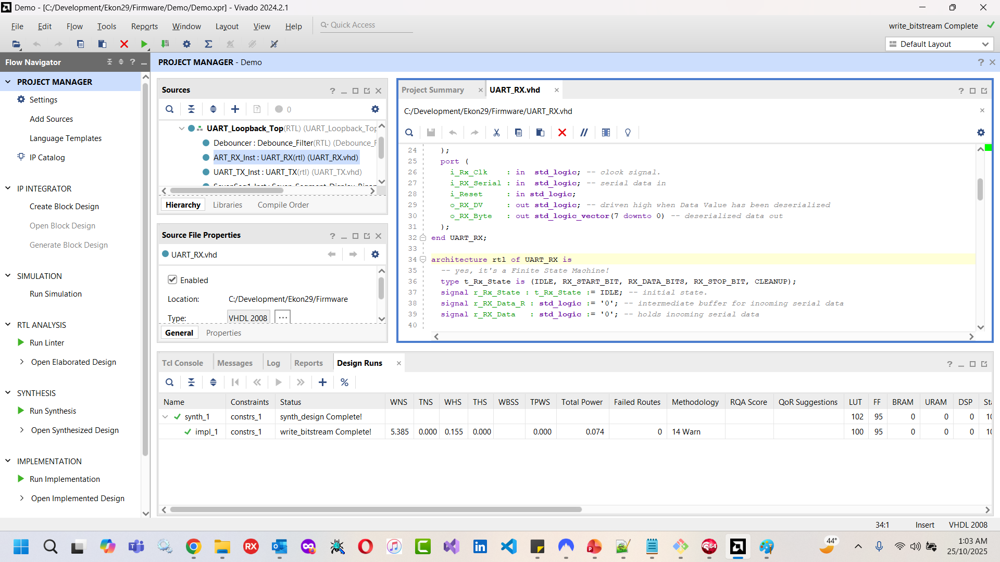 Demo - [C:/Development/Ekon29/Firmware/Demo/Demo.xpr] - Vivado 2024.2.1
File Edit Flow Tools Reports Window Layout View Help Quick Access
write_bitstream Complete
Default Layout
Flow Navigator
PROJECT MANAGER - Demo
PROJECT MANAGER
Settings
Add Sources
Language Templates
IP Catalog
IP INTEGRATOR
Create Block Design
Open Block Design
Generate Block Design
SIMULATION
Run Simulation
RTL ANALYSIS
Run Linter
Open Elaborated Design
SYNTHESIS
Run Synthesis
Open Synthesized Design
IMPLEMENTATION
Run Implementation
Open Implemented Design
Sources
0
UART_Loopback_Top(RTL) (UART_Loopback_Top
Debouncer : Debounce_Filter(RTL) (Debounce_F
ART_RX_Inst : UART_RX(rtl) (UART_RX.vhd)
UART_TX_Inst : UART_TX(rtl) (UART_TX.vhd)
Hierarchy Libraries Compile Order
Source File Properties
UART_RX.vhd
Enabled
Location: C:/Development/Ekon29/Firmware
Type: VHDL 2008 ...
General Properties
Project Summary UART_RX.vhd
C:/Development/Ekon29/Firmware/UART_RX.vhd
24 );
25 port (
26 i_Rx_Clk : in std_logic; -- clock signal.
27 i_RX_Serial : in std_logic; -- serial data in
28 i_Reset : in std_logic;
29 o_RX_DV : out std_logic; -- driven high when Data Value has been deserialized
30 o_RX_Byte : out std_logic_vector(7 downto 0) -- deserialized data out
31 );
32 end UART_RX;
33
34 architecture rtl of UART_RX is
35 -- yes, it's a Finite State Machine!
36 type t_Rx_State is (IDLE, RX_START_BIT, RX_DATA_BITS, RX_STOP_BIT, CLEANUP);
37 signal r_Rx_State : t_Rx_State := IDLE; -- initial state.
38 signal r_RX_Data_R : std_logic := '0'; -- intermediate buffer for incoming serial data
39 signal r_RX_Data : std_logic := '0'; -- holds incoming serial data
40
Tcl Console Messages Log Reports Design Runs
Name Constraints Status WNS TNS WHS THS WBSS TPWS Total Power Failed Routes Methodology RQA Score QoR Suggestions LUT FF BRAM URAM DSP Sta
synth_1 constrs_1 synth_design Complete! 102 95 0 0 0 10
impl_1 constrs_1 write_bitstream Complete! 5.385 0.000 0.155 0.000 0.000 0.074 0 14 Warn 100 95 0 0 0 10
34:1 Insert VHDL 2008
44°
1:03 AM
25/10/2025